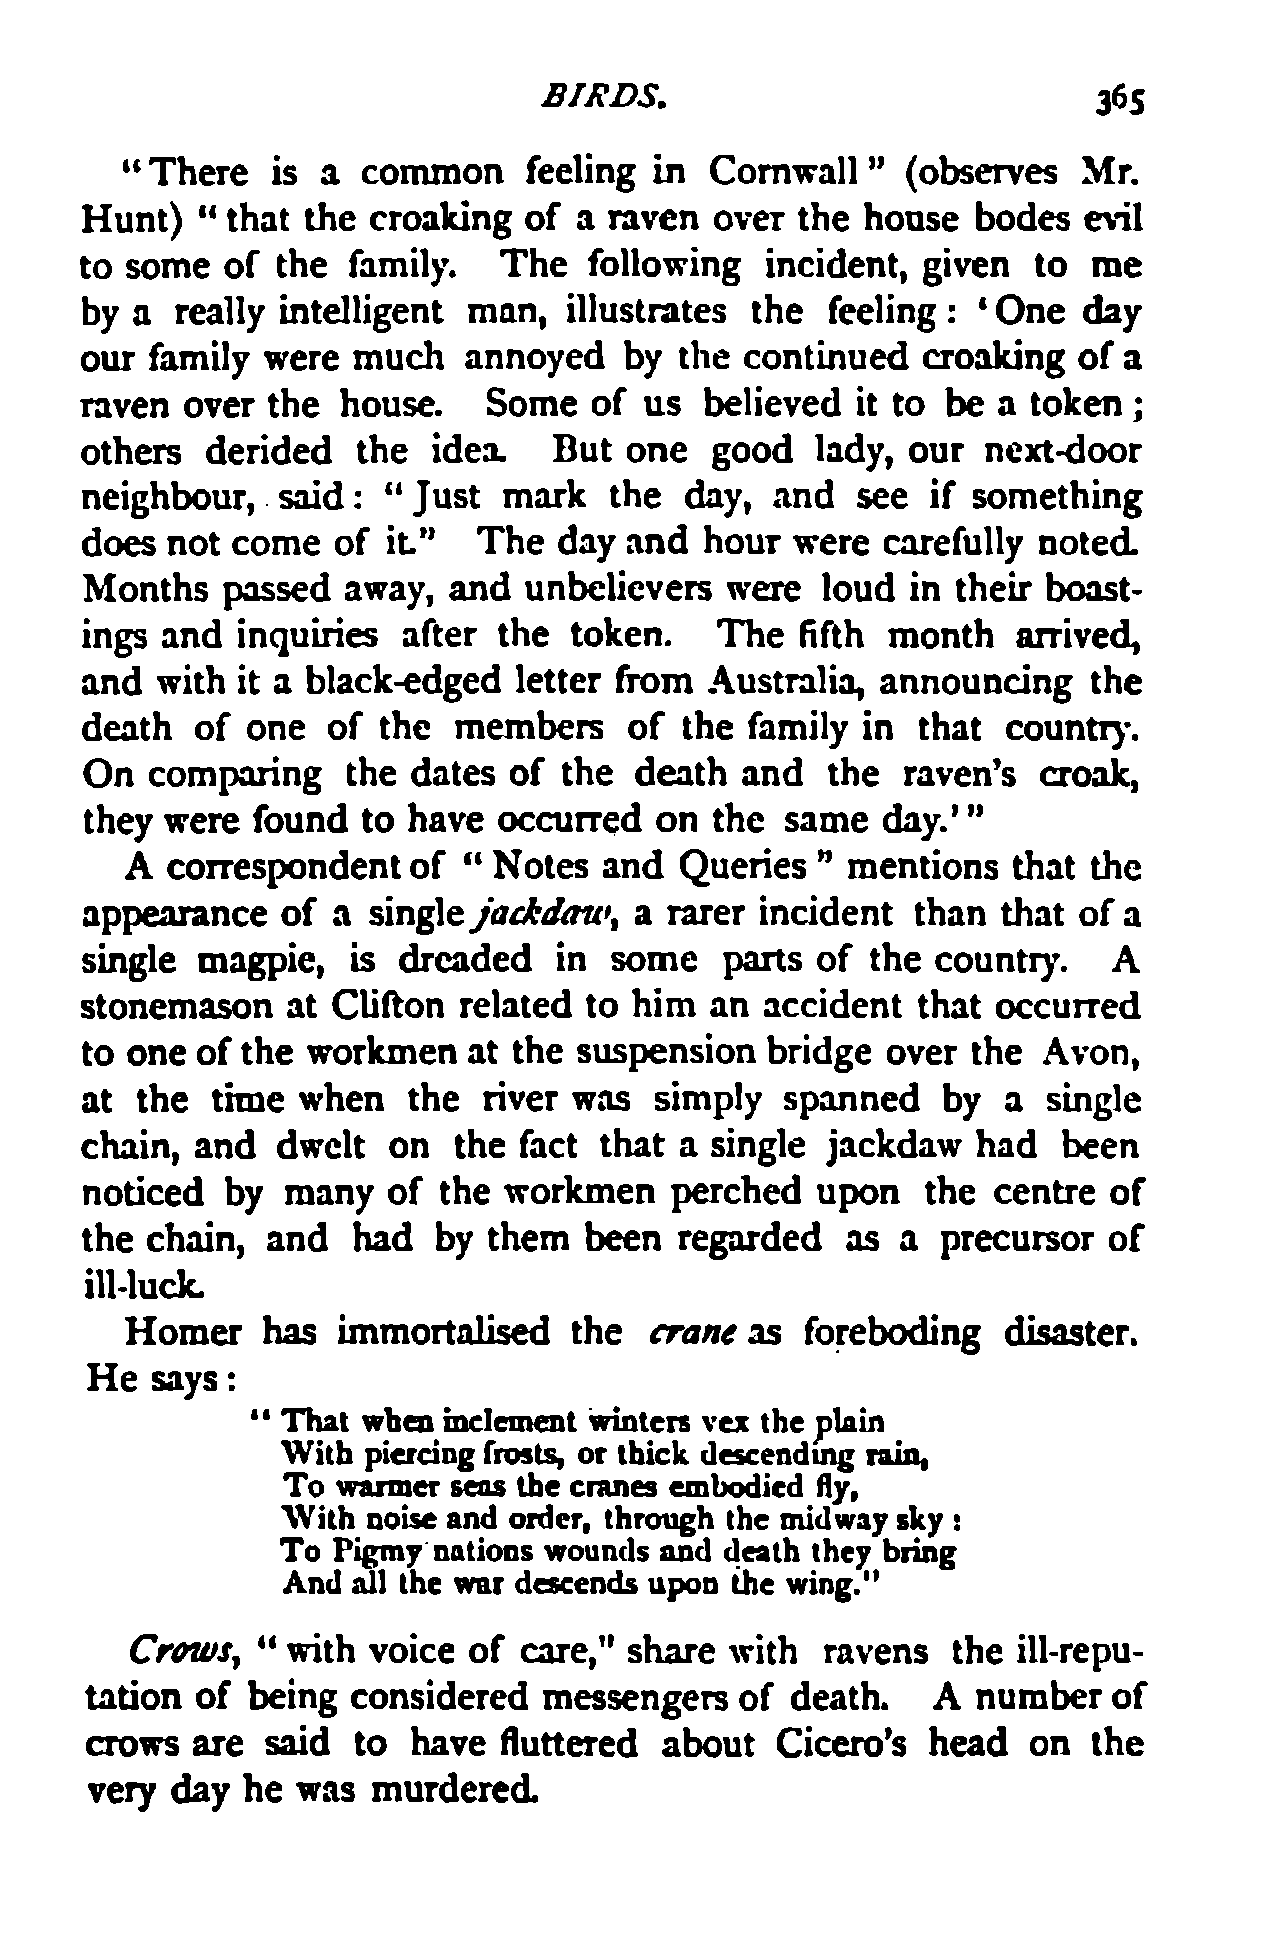 BIRDS. 365
"There is a common feeling in Cornwall" (observes Mr.
Hunt) "that the croaking of a raven over the house bodes evil
to some of the family. The following incident, given to me
by a really intelligent man, illustrates the feeling: 'One day
our family were much annoyed by the continued croaking of a
raven over the house. Some of us believed it to be a token;
others derided the idea. But one good lady, our next-door
neighbour, said: "Just mark the day, and see if something
does not come of it." The day and hour were carefully noted.
Months passed away, and unbelievers were loud in their boast-
ings and inquiries after the token. The fifth month arrived,
and with it a black-edged letter from Australia, announcing the
death of one of the members of the family in that country.
On comparing the dates of the death and the raven's croak,
they were found to have occurred on the same day.'"
A correspondent of "Notes and Queries" mentions that the
appearance of a single jackdaw, a rarer incident than that of a
single magpie, is dreaded in some parts of the country. A
stonemason at Clifton related to him an accident that occurred
to one of the workmen at the suspension bridge over the Avon,
at the time when the river was simply spanned by a single
chain, and dwelt on the fact that a single jackdaw had been
noticed by many of the workmen perched upon the centre of
the chain, and had by them been regarded as a precursor of
ill-luck.
Homer has immortalised the crane as foreboding disaster.
He says:
"That when inclement winters vex the plain
With piercing frosts, or thick descending rain,
To warmer seas the cranes embodied fly,
With noise and order, through the midway sky:
To Pigmy nations wounds and death they bring
And all the war descends upon the wing."
Crows, "with voice of care," share with ravens the ill-repu-
tation of being considered messengers of death. A number of
crows are said to have fluttered about Cicero's head on the
very day he was murdered.